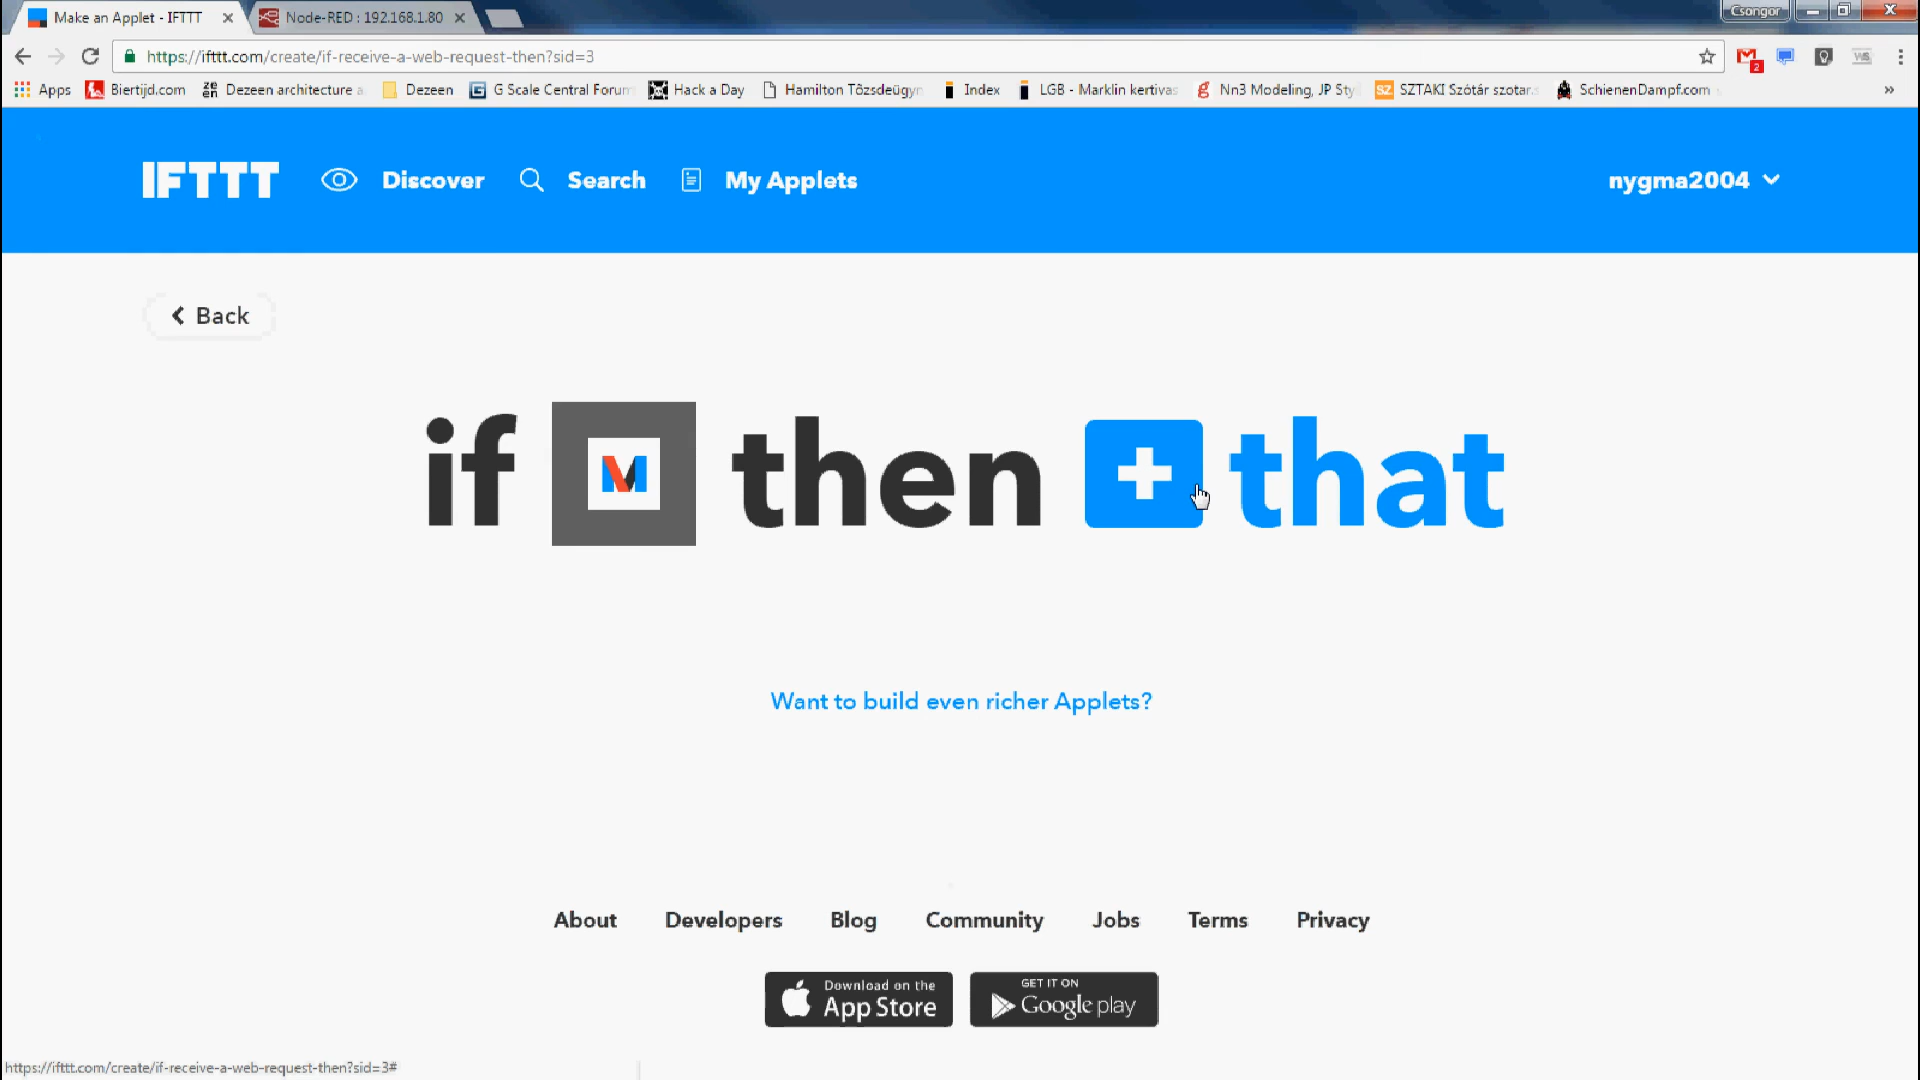 Make an Applet - IFTTT
Node-RED : 192.168.1.80
Csongor
https://ifttt.com/create/if-receive-a-web-request-then?sid=3
2
Apps
Biertijd.com
Dezeen architecture
Dezeen
G Scale Central Forum
Hack a Day
Hamilton Tőzsdeügyn
Index
LGB - Marklin kertivas
Nn3 Modeling, JP Sty
SZ SZTAKI Szótár szotar.
SchienenDampf.com
»
IFTTT
Discover
Search
My Applets
nygma2004
Back
if M then + that
Want to build even richer Applets?
About Developers Blog Community Jobs Terms Privacy
Download on the
App Store
GET IT ON
Google play
https://ifttt.com/create/if-receive-a-web-request-then?sid=3#